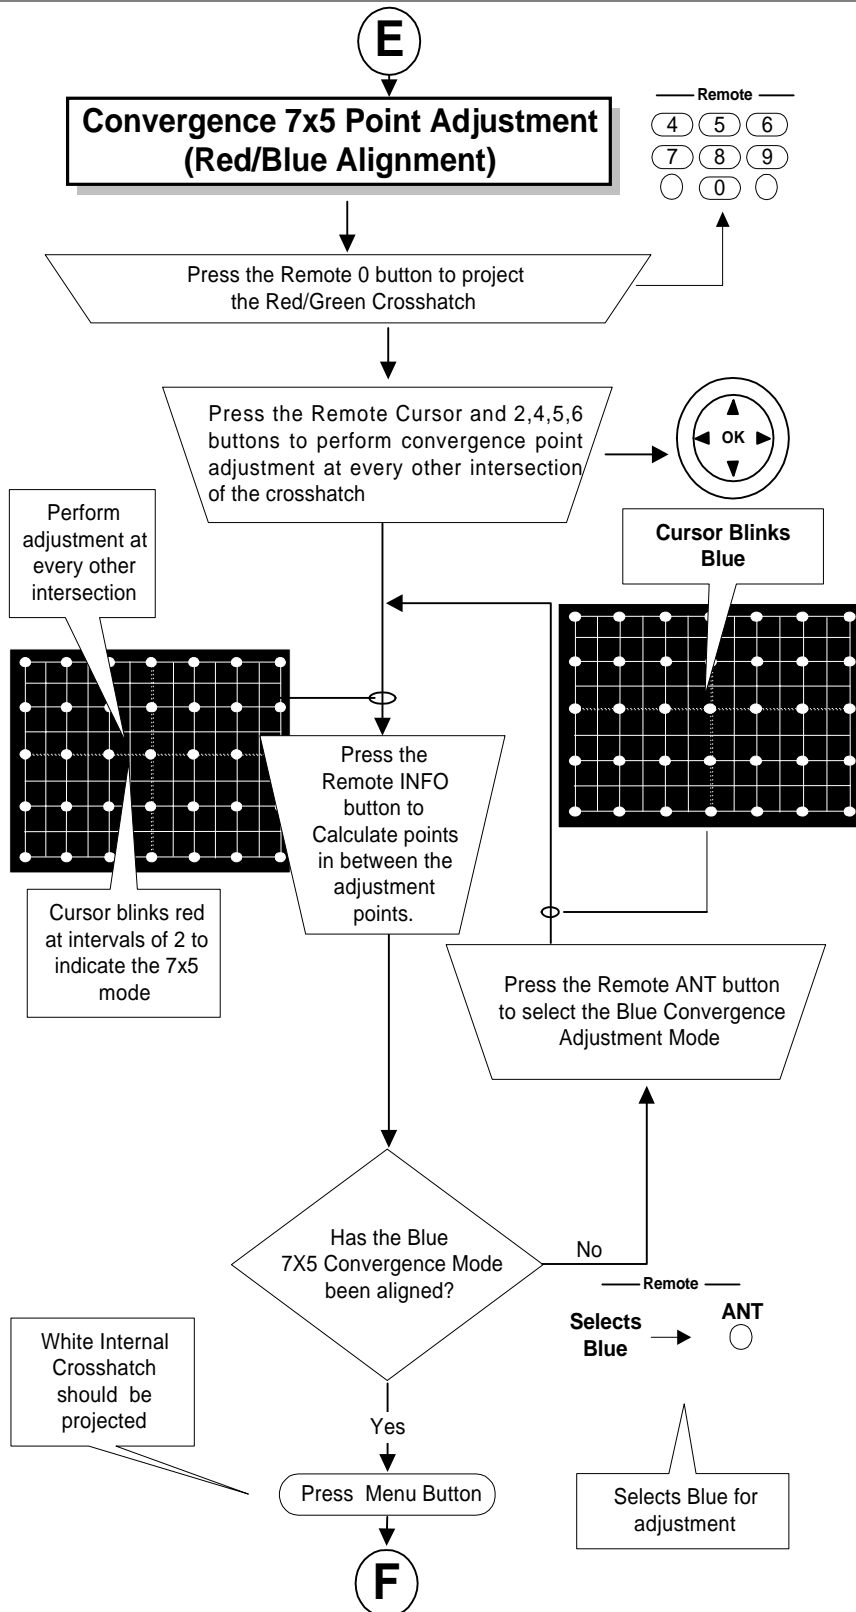 E
Convergence 7x5 Point Adjustment
(Red/Blue Alignment)
Remote
4 5 6
7 8 9
0
Press the Remote 0 button to project
the Red/Green Crosshatch
Press the Remote Cursor and 2,4,5,6
buttons to perform convergence point
adjustment at every other intersection
of the crosshatch
OK
Perform
adjustment at
every other
intersection
Cursor Blinks
Blue
Press the
Remote INFO
button to
Calculate points
in between the
adjustment
points.
Cursor blinks red
at intervals of 2 to
indicate the 7x5
mode
Press the Remote ANT button
to select the Blue Convergence
Adjustment Mode
Has the Blue
7X5 Convergence Mode
been aligned?
No
Remote
Selects
Blue
ANT
White Internal
Crosshatch
should be
projected
Yes
Press Menu Button
Selects Blue for
adjustment
F